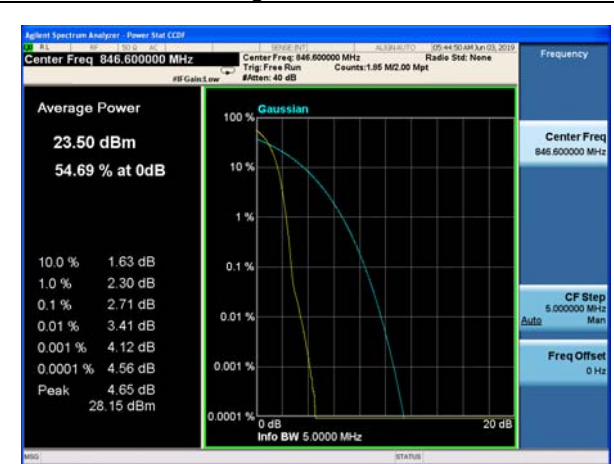 Agilent Spectrum Analyzer - Power Stat CCDF
RL RF 50 Ω AC SENSE:INT ALIGN AUTO 05:44:50 AM Jun 03, 2019
Center Freq 846.600000 MHz
Center Freq: 846.600000 MHz Radio Std: None
Trig: Free Run Counts:1.85 M/2.00 Mpt
#IFGain:Low #Atten: 40 dB
Frequency
Average Power
23.50 dBm
54.69 % at 0dB
10.0 % 1.63 dB
1.0 % 2.30 dB
0.1 % 2.71 dB
0.01 % 3.41 dB
0.001 % 4.12 dB
0.0001 % 4.56 dB
Peak 4.65 dB
28.15 dBm
Gaussian
100 %
10 %
1 %
0.1 %
0.01 %
0.001 %
0.0001 %
0 dB 20 dB
Info BW 5.0000 MHz
Center Freq
846.600000 MHz
CF Step
5.000000 MHz
Auto Man
Freq Offset
0 Hz
MSG STATUS